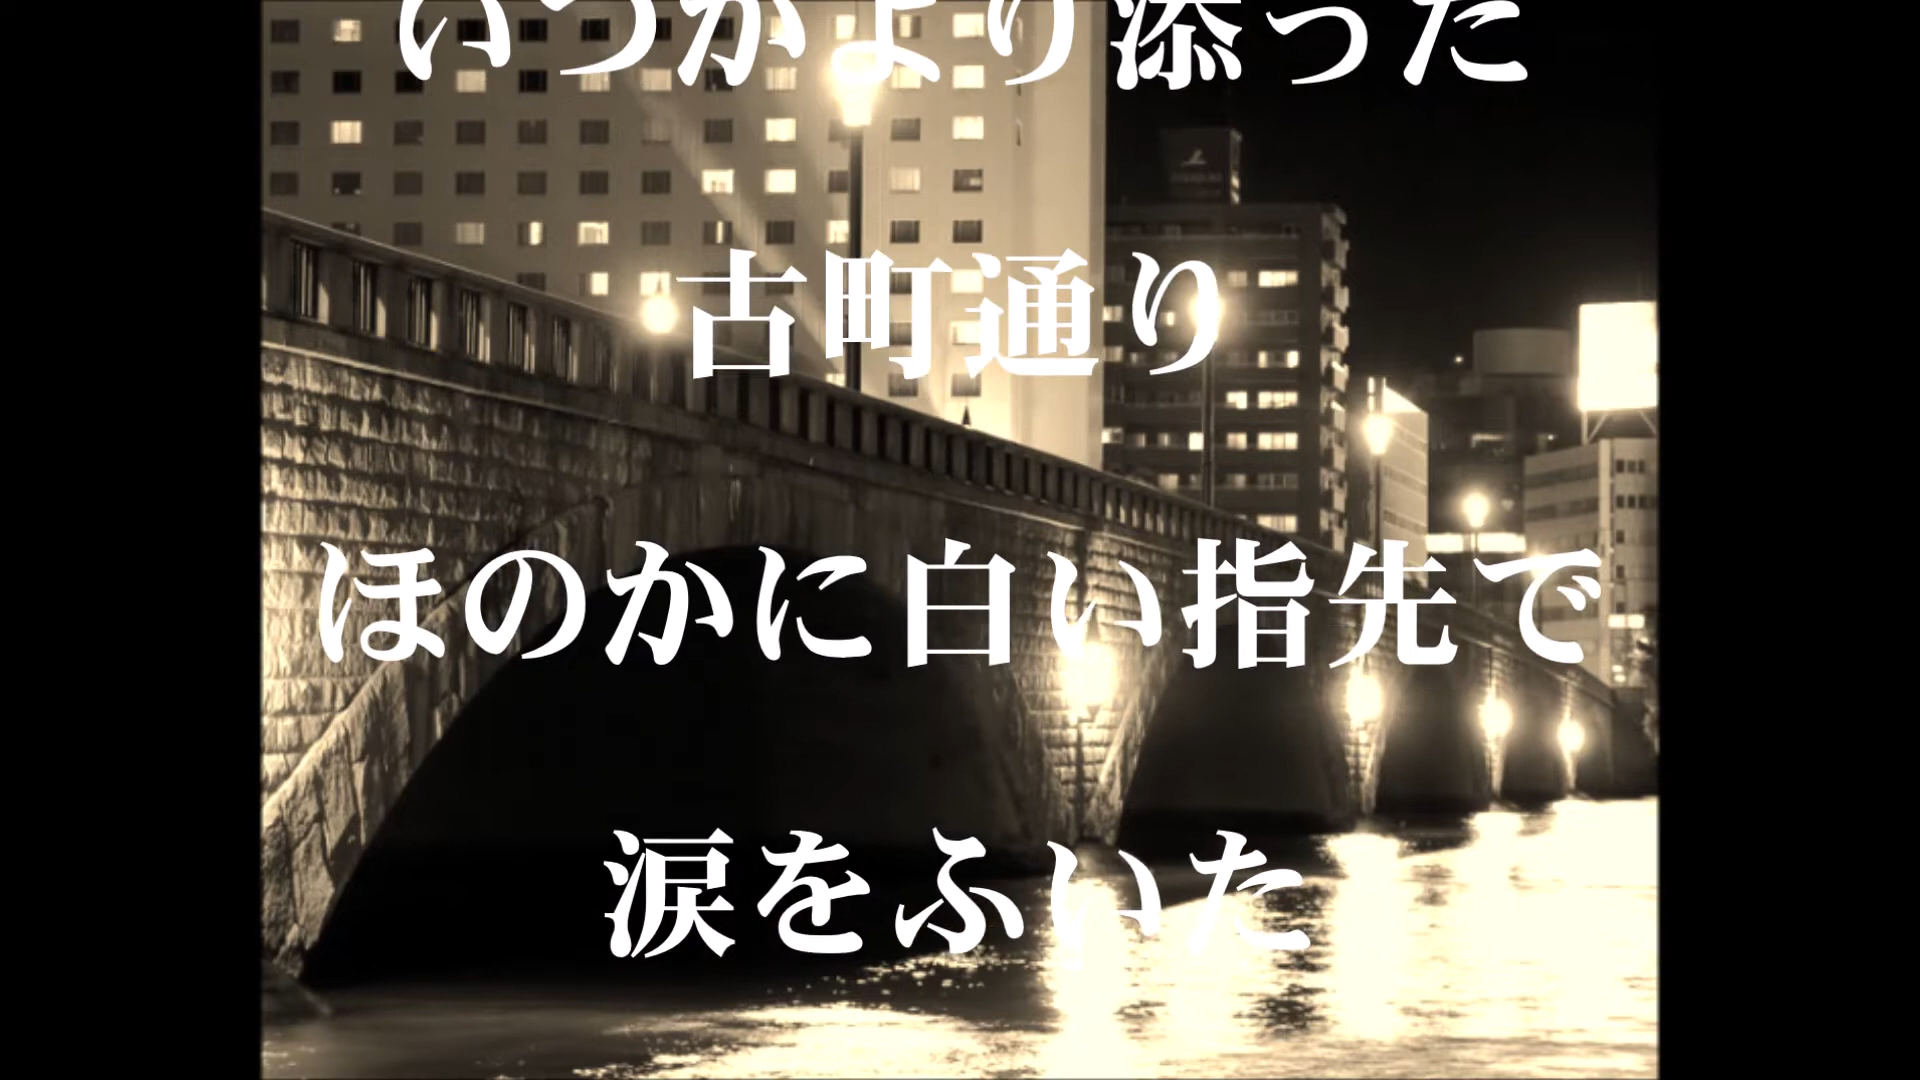 いつかより添った
古町通り
ほのかに白い指先で
涙をふいた